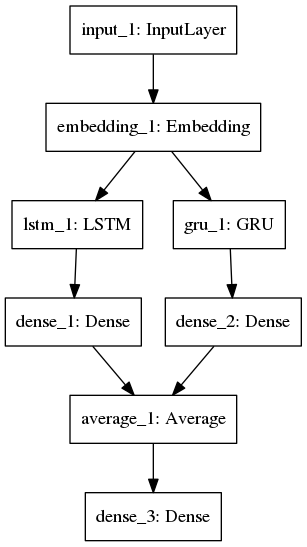 input_1: InputLayer
embedding_1: Embedding
lstm_1: LSTM
gru_1: GRU
dense_1: Dense
dense_2: Dense
average_1: Average
dense_3: Dense